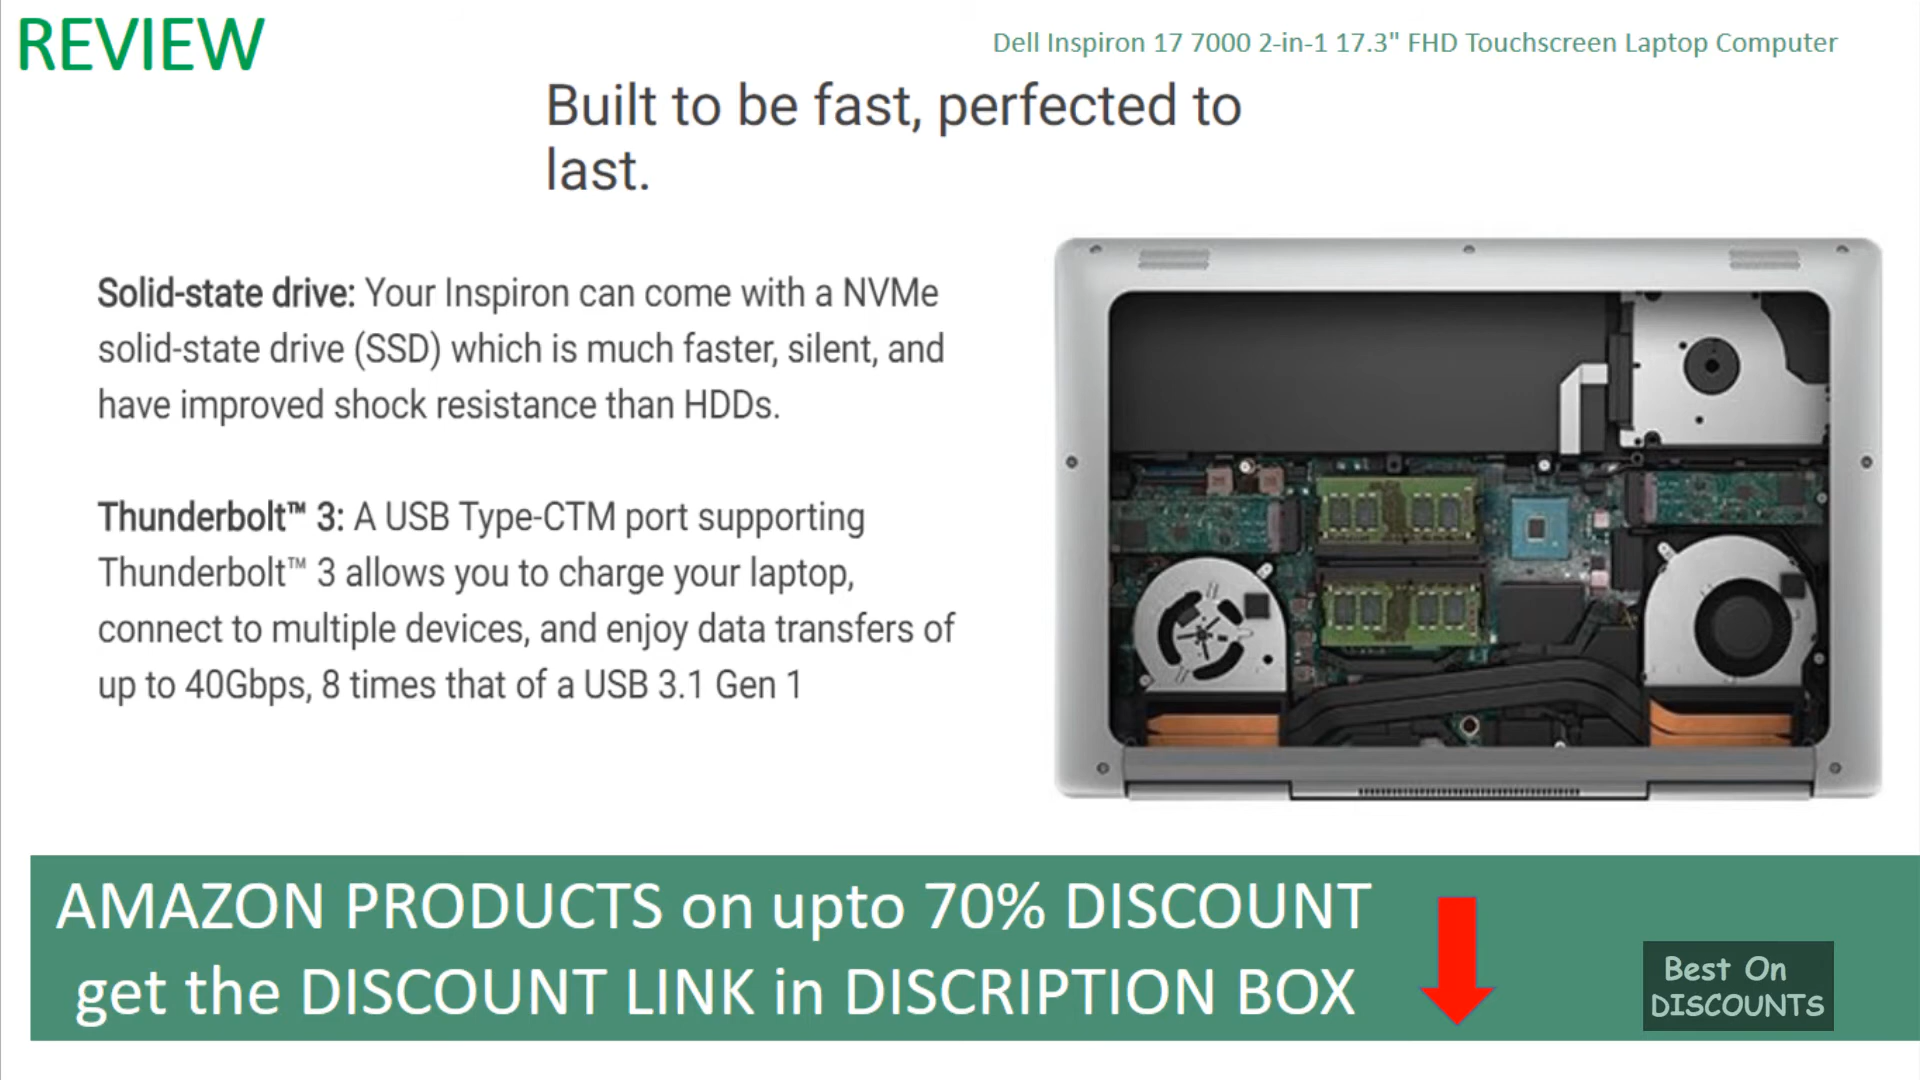 REVIEW
Dell Inspiron 17 7000 2-in-1 17.3" FHD Touchscreen Laptop Computer
Built to be fast, perfected to
last.
Solid-state drive: Your Inspiron can come with a NVMe
solid-state drive (SSD) which is much faster, silent, and
have improved shock resistance than HDDs.
Thunderbolt™ 3: A USB Type-CTM port supporting
Thunderbolt™ 3 allows you to charge your laptop,
connect to multiple devices, and enjoy data transfers of
up to 40Gbps, 8 times that of a USB 3.1 Gen 1
AMAZON PRODUCTS on upto 70% DISCOUNT
get the DISCOUNT LINK in DISCRIPTION BOX
Best On
DISCOUNTS